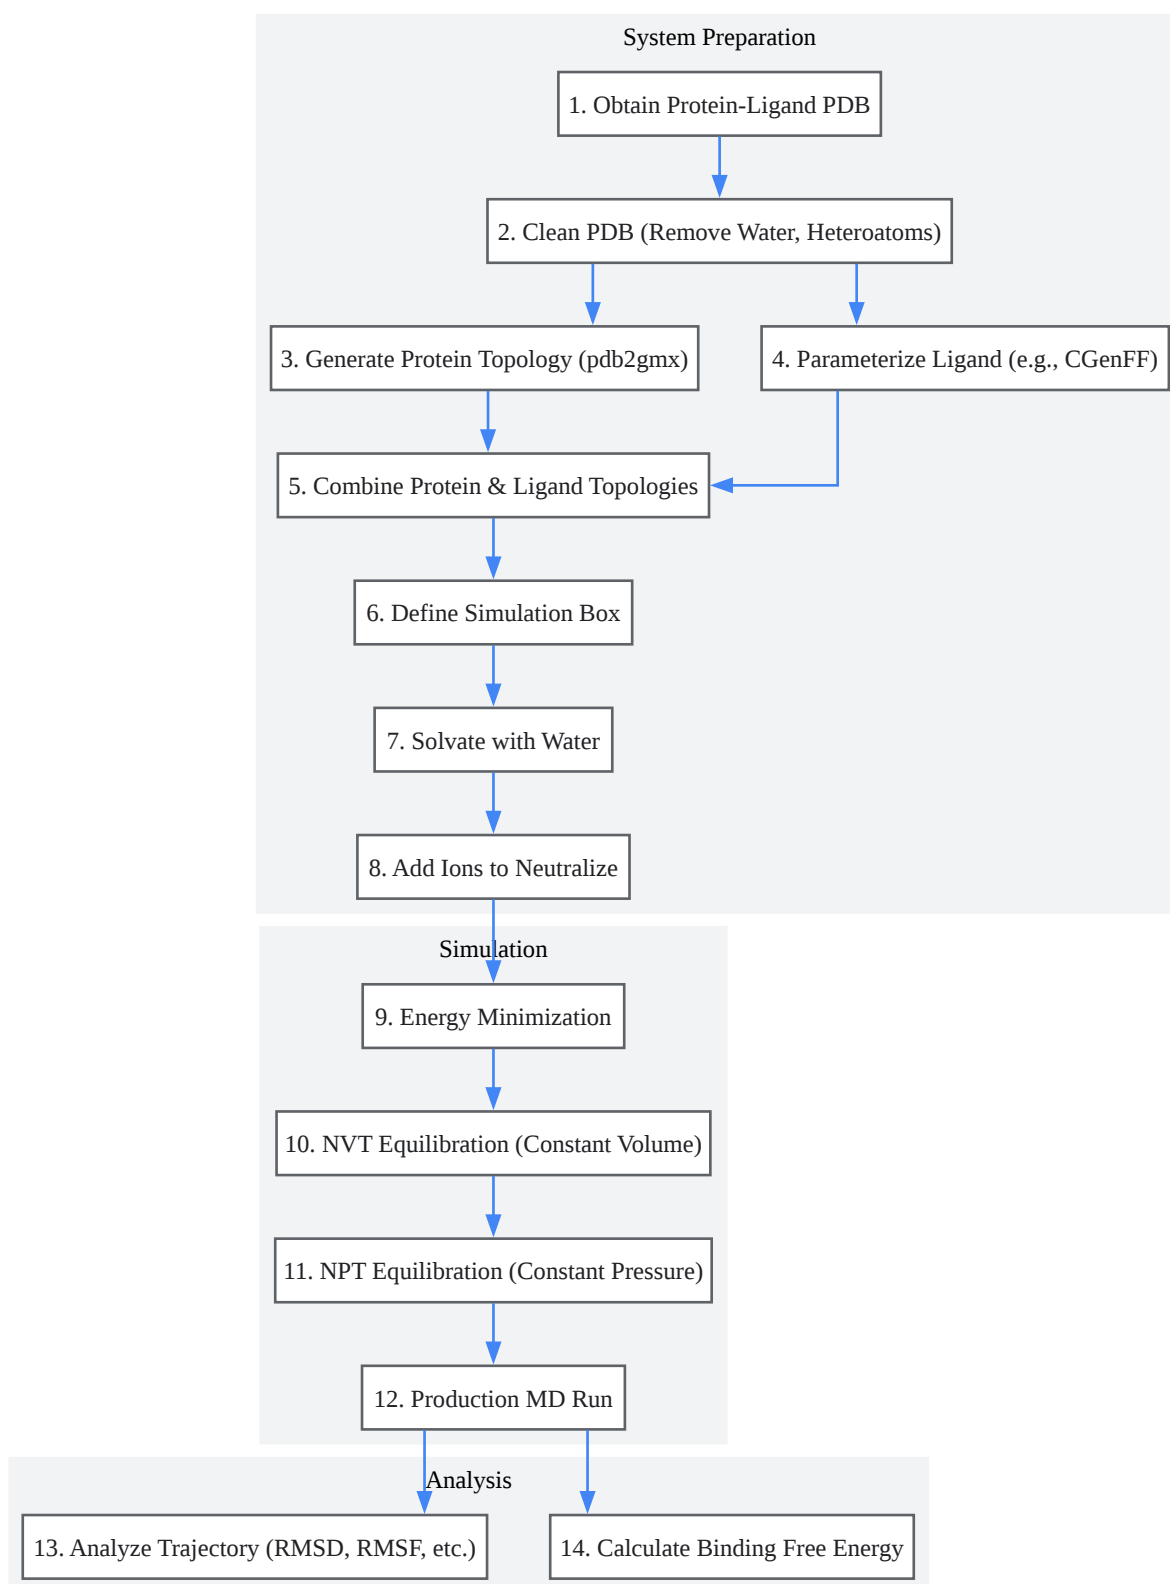 System Preparation
1. Obtain Protein-Ligand PDB
2. Clean PDB (Remove Water, Heteroatoms)
3. Generate Protein Topology (pdb2gmx)
4. Parameterize Ligand (e.g., CGenFF)
5. Combine Protein & Ligand Topologies
6. Define Simulation Box
7. Solvate with Water
8. Add Ions to Neutralize
Simulation
9. Energy Minimization
10. NVT Equilibration (Constant Volume)
11. NPT Equilibration (Constant Pressure)
12. Production MD Run
Analysis
13. Analyze Trajectory (RMSD, RMSF, etc.)
14. Calculate Binding Free Energy